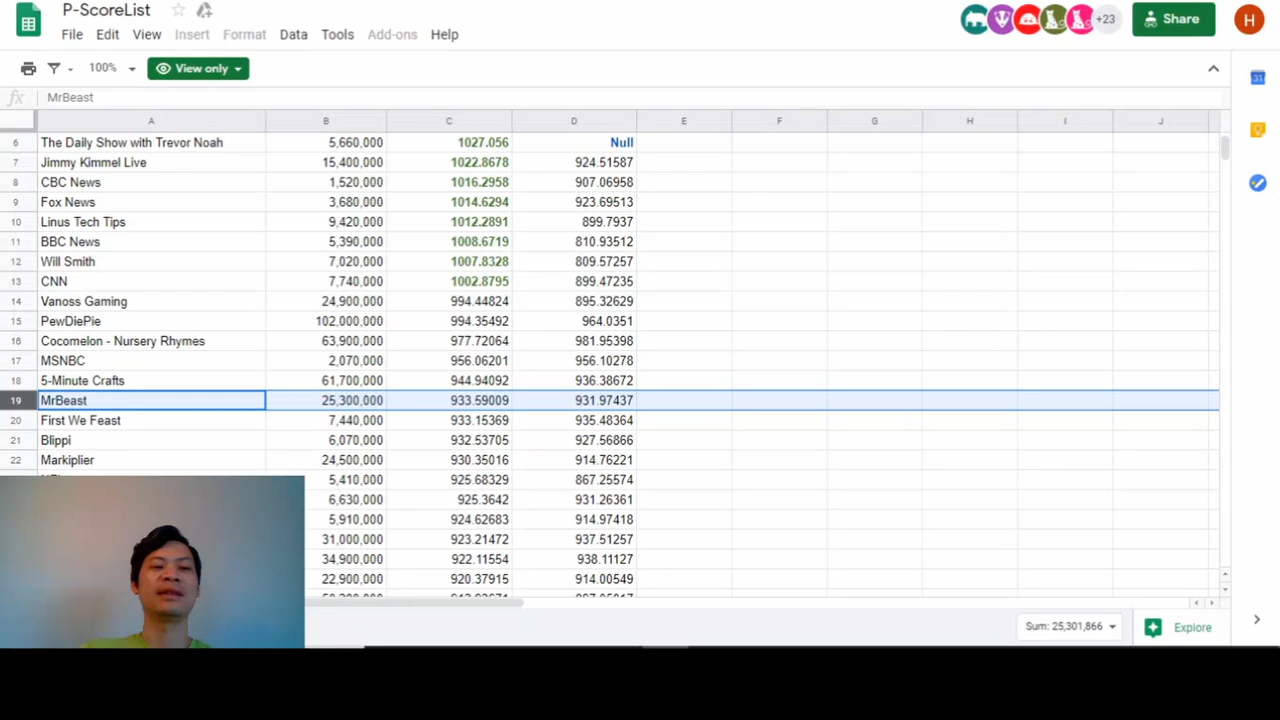 P-ScoreList
+23
Share
H
File Edit View Insert Format Data Tools Add-ons Help
100% View only
31
fx MrBeast
A B C D E F G H I J
6 The Daily Show with Trevor Noah 5,660,000 1027.056 Null
7 Jimmy Kimmel Live 15,400,000 1022.8678 924.51587
8 CBC News 1,520,000 1016.2958 907.06958
9 Fox News 3,680,000 1014.6294 923.69513
10 Linus Tech Tips 9,420,000 1012.2891 899.7937
11 BBC News 5,390,000 1008.6719 810.93512
12 Will Smith 7,020,000 1007.8328 809.57257
13 CNN 7,740,000 1002.8795 899.47235
14 Vanoss Gaming 24,900,000 994.44824 895.32629
15 PewDiePie 102,000,000 994.35492 964.0351
16 Cocomelon - Nursery Rhymes 63,900,000 977.72064 981.95398
17 MSNBC 2,070,000 956.06201 956.10278
18 5-Minute Crafts 61,700,000 944.94092 936.38672
19 MrBeast 25,300,000 933.59009 931.97437
20 First We Feast 7,440,000 933.15369 935.48364
21 Blippi 6,070,000 932.53705 927.56866
22 Markiplier 24,500,000 930.35016 914.76221
5,410,000 925.68329 867.25574
6,630,000 925.3642 931.26361
5,910,000 924.62683 914.97418
31,000,000 923.21472 937.51257
34,900,000 922.11554 938.11127
22,900,000 920.37915 914.00549
Sum: 25,301,866 Explore